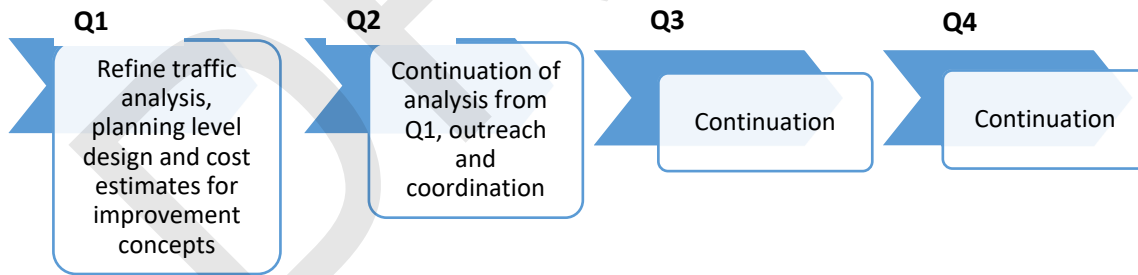 Q1
Refine traffic
analysis,
planning level
design and cost
estimates for
improvement
concepts
Q2
Continuation of
analysis from
Q1, outreach
and
coordination
Q3
Continuation
Q4
Continuation